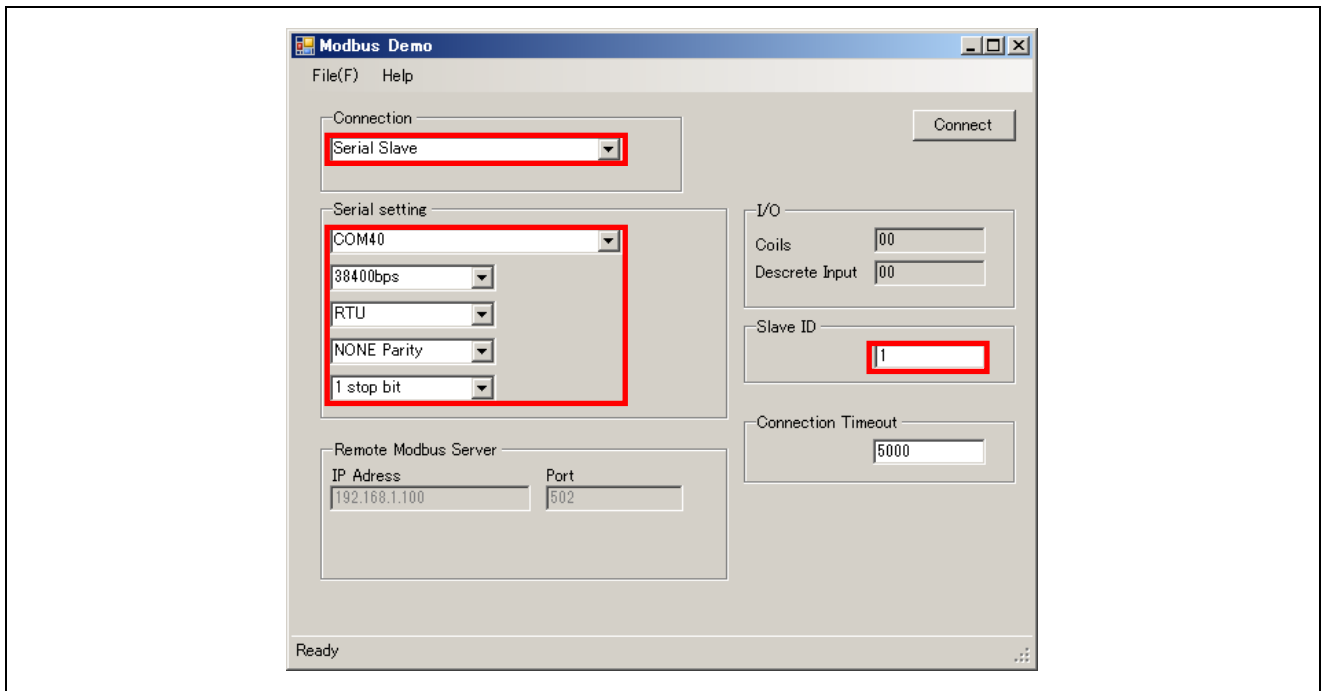 Modbus Demo
File(F) Help
Connection
Serial Slave
Connect
Serial setting
COM40
38400bps
RTU
NONE Parity
1 stop bit
I/O
Coils 00
Descrete Input 00
Slave ID
1
Connection Timeout
5000
Remote Modbus Server
IP Adress Port
192.168.1.100 502
Ready